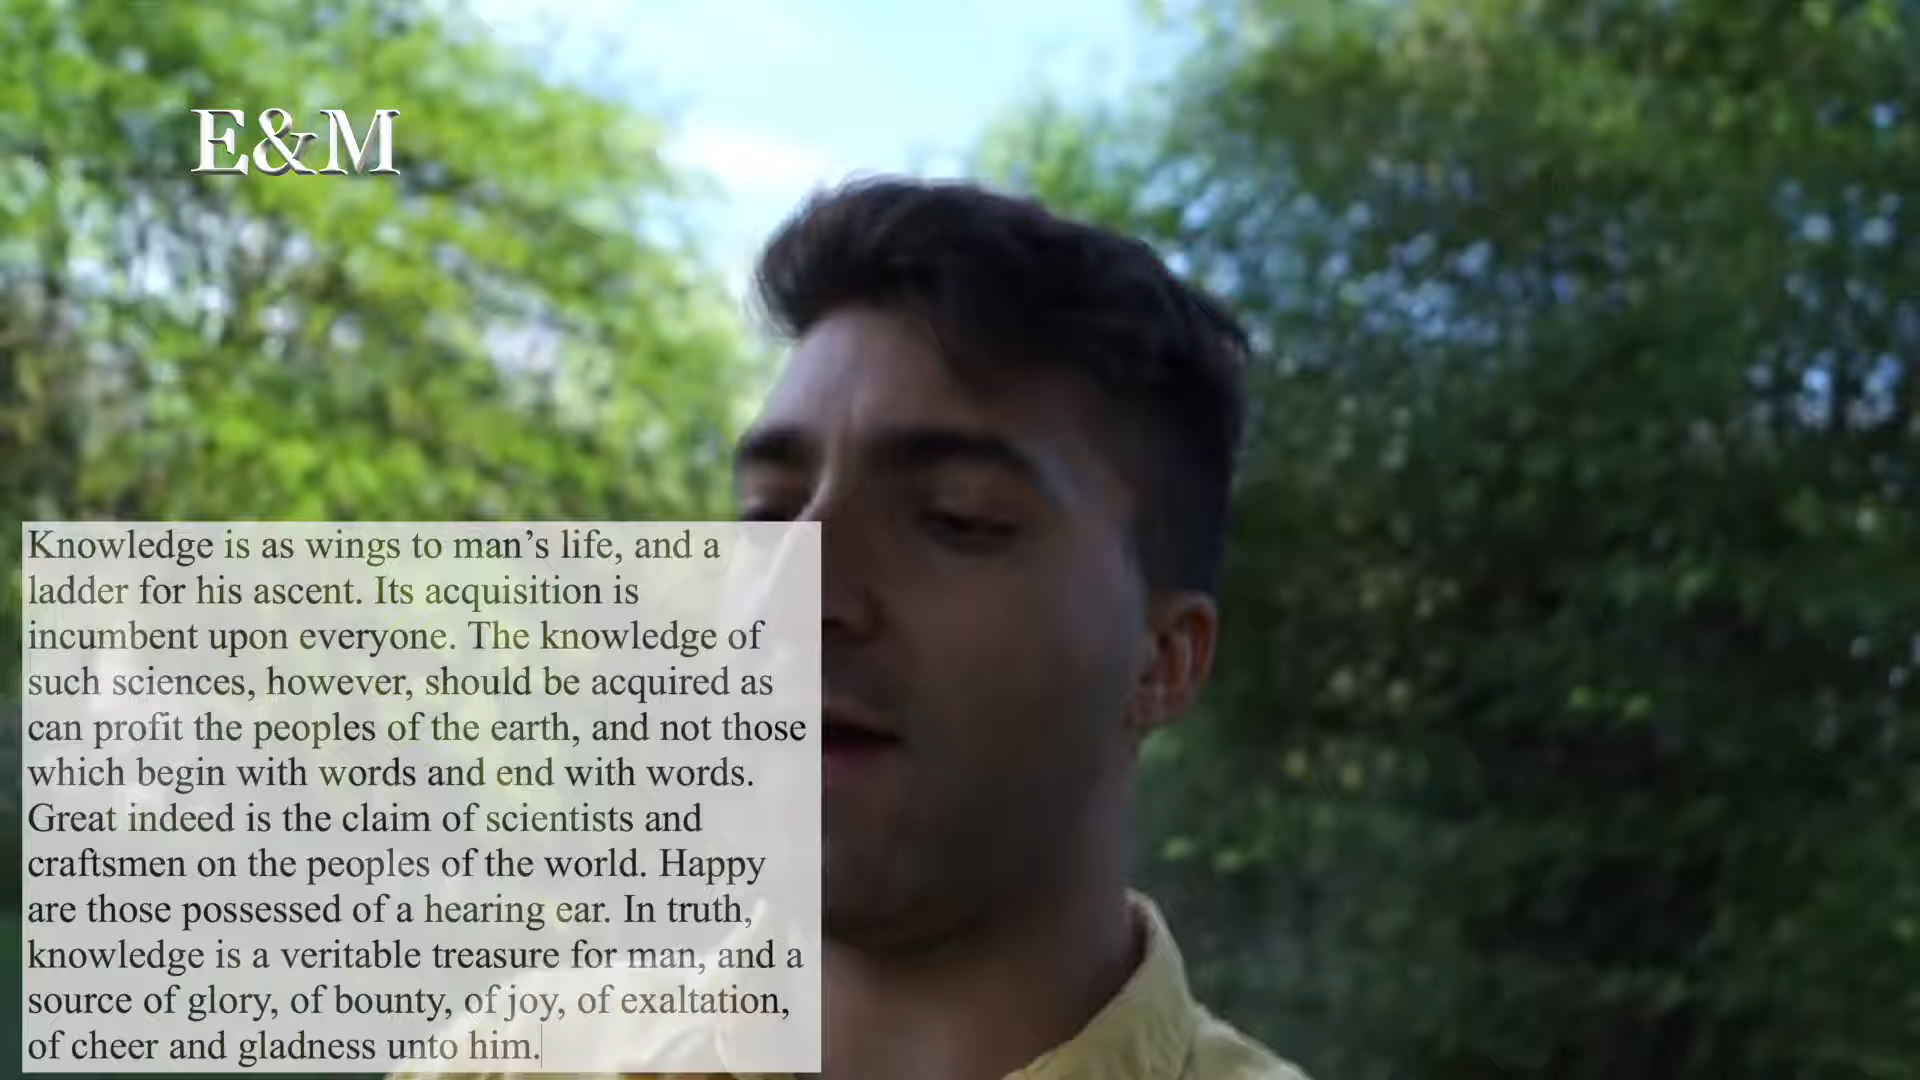 E&M
Knowledge is as wings to man’s life, and a
ladder for his ascent. Its acquisition is
incumbent upon everyone. The knowledge of
such sciences, however, should be acquired as
can profit the peoples of the earth, and not those
which begin with words and end with words.
Great indeed is the claim of scientists and
craftsmen on the peoples of the world. Happy
are those possessed of a hearing ear. In truth,
knowledge is a veritable treasure for man, and a
source of glory, of bounty, of joy, of exaltation,
of cheer and gladness unto him.